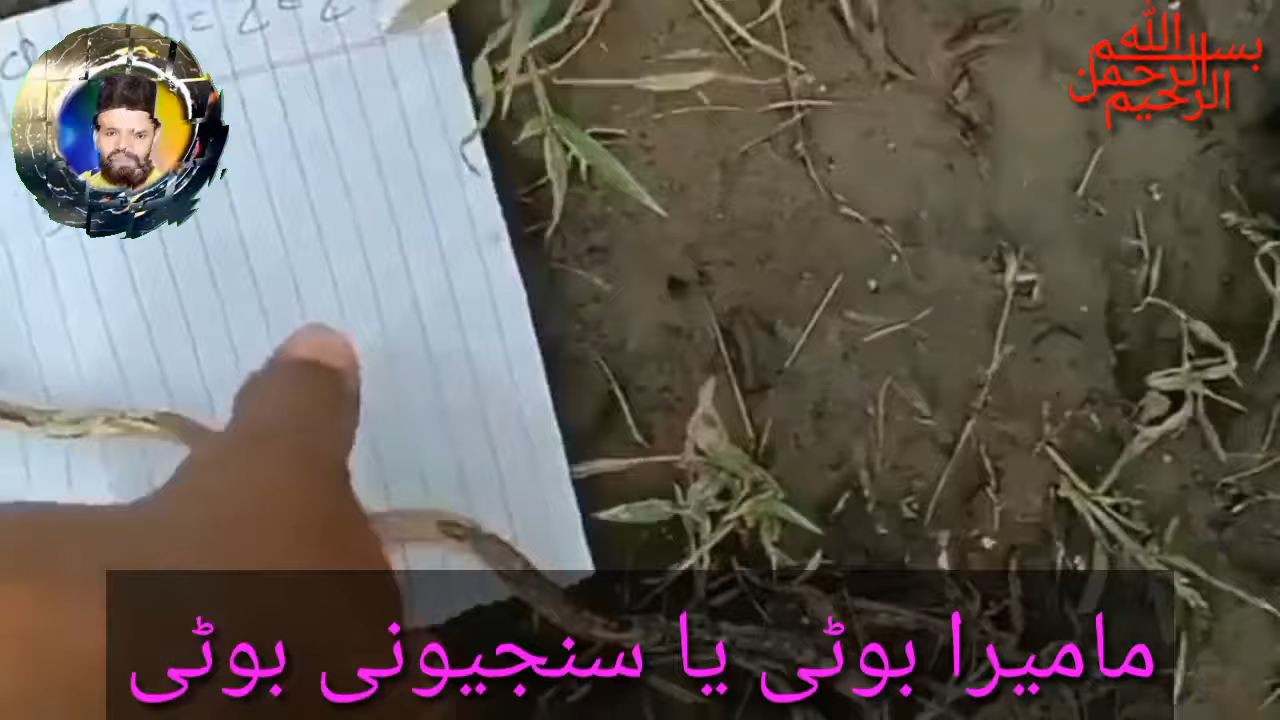 بسم الله
الرحمن
الرحيم
مامیرا بوٹی یا سنجیونی بوٹی